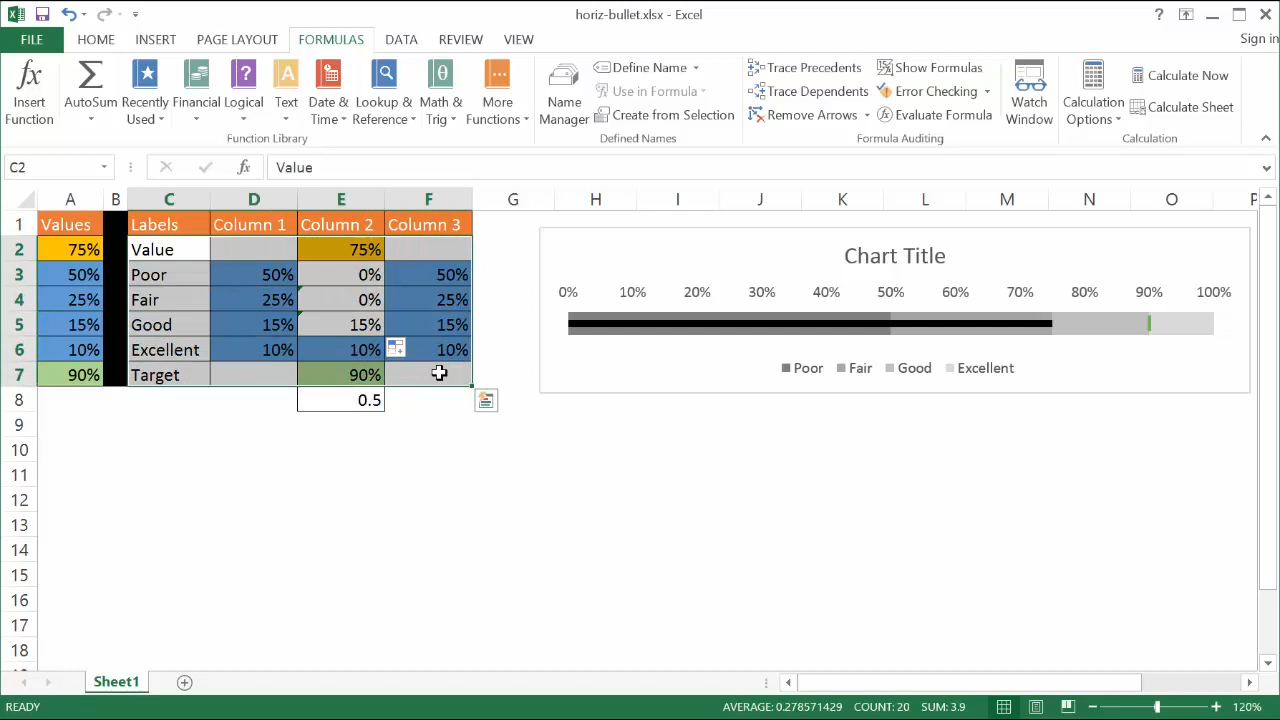 horiz-bullet.xlsx - Excel
?
FILE HOME INSERT PAGE LAYOUT FORMULAS DATA REVIEW VIEW Sign in
fx Insert Function
Σ AutoSum
Recently Used
Financial
? Logical
A Text
Date & Time
Lookup & Reference
θ Math & Trig
More Functions
Function Library
Name Manager
Define Name
Use in Formula
Create from Selection
Defined Names
Trace Precedents
Trace Dependents
Remove Arrows
Show Formulas
Error Checking
Evaluate Formula
Formula Auditing
Watch Window
Calculation Options
Calculate Now
Calculate Sheet
Calculation
C2 fx Value
A B C D E F G H I J K L M N O P
1 Values Labels Column 1 Column 2 Column 3
2 75% Value 75%
3 50% Poor 50% 0% 50%
4 25% Fair 25% 0% 25%
5 15% Good 15% 15% 15%
6 10% Excellent 10% 10% 10%
7 90% Target 90%
8 0.5
9
10
11
12
13
14
15
16
17
18
Chart Title
0% 10% 20% 30% 40% 50% 60% 70% 80% 90% 100%
Poor Fair Good Excellent
Sheet1
READY AVERAGE: 0.278571429 COUNT: 20 SUM: 3.9 120%